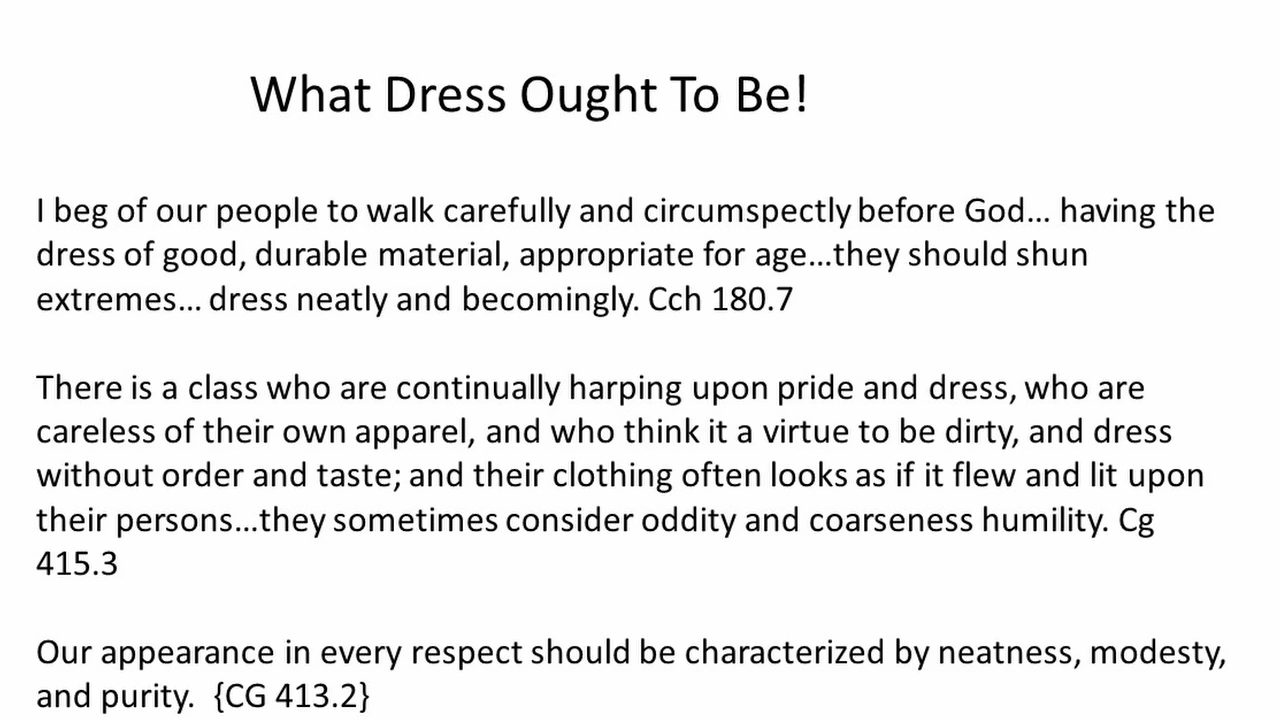 What Dress Ought To Be!
I beg of our people to walk carefully and circumspectly before God... having the
dress of good, durable material, appropriate for age...they should shun
extremes... dress neatly and becomingly. Cch 180.7
There is a class who are continually harping upon pride and dress, who are
careless of their own apparel, and who think it a virtue to be dirty, and dress
without order and taste; and their clothing often looks as if it flew and lit upon
their persons...they sometimes consider oddity and coarseness humility. Cg
415.3
Our appearance in every respect should be characterized by neatness, modesty,
and purity.  {CG 413.2}